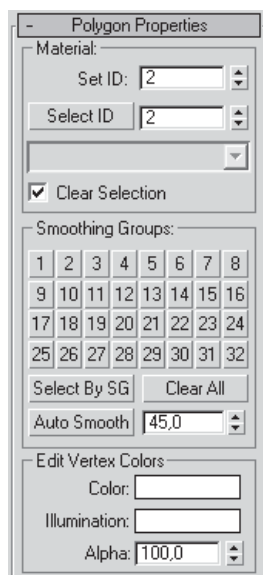 - Polygon Properties
Material:
Set ID: 2
Select ID 2
Clear Selection
Smoothing Groups:
1 2 3 4 5 6 7 8
9 10 11 12 13 14 15 16
17 18 19 20 21 22 23 24
25 26 27 28 29 30 31 32
Select By SG Clear All
Auto Smooth 45,0
Edit Vertex Colors
Color:
Illumination:
Alpha: 100,0